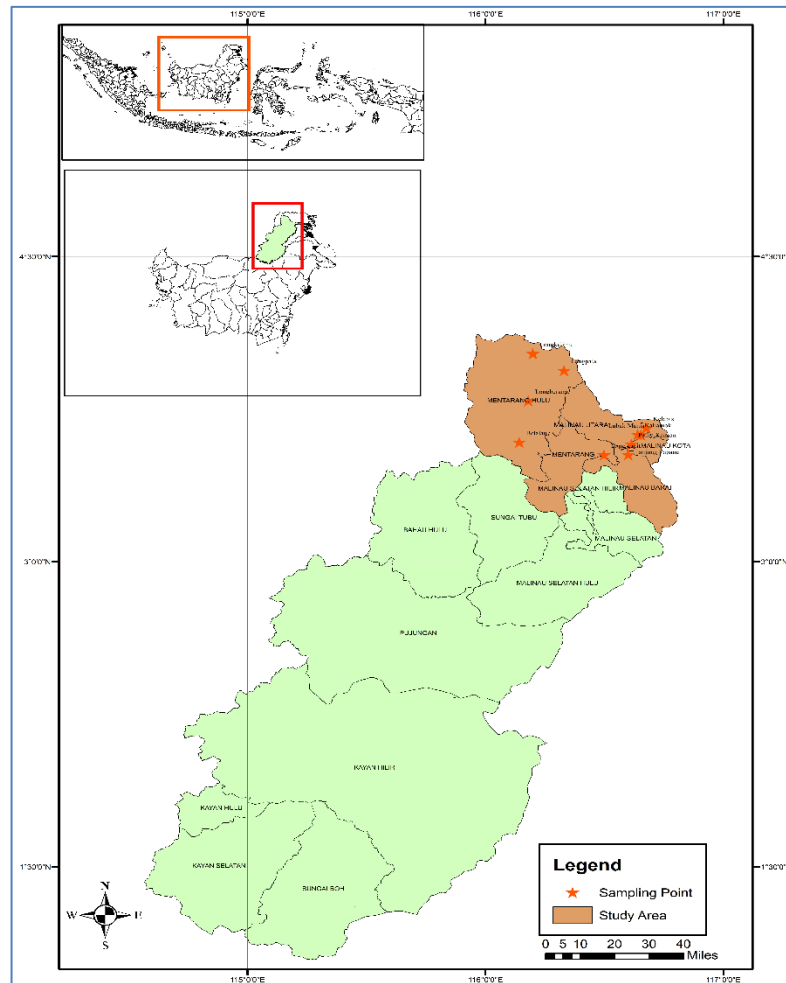 115°0'0"E
116°0'0"E
117°0'0"E
4°30'0"N
4°30'0"N
MENTARANG HULU
MALINAU UTARA
MALINAU KOTA
MENTARANG
MALINAU SELATAN HILIR
MALINAU BARAT
SUNGAI TUBU
BAHAU HULU
MALINAU SELATAN
3°0'0"N
3°0'0"N
MALINAU SELATAN HULU
PUJUNGAN
KAYAN HILIR
KAYAN HULU
KAYAN SELATAN
SUNGAI BOH
1°30'0"N
1°30'0"N
Legend
Sampling Point
Study Area
N
W
E
S
0 5 10 20 30 40
Miles
115°0'0"E
116°0'0"E
117°0'0"E